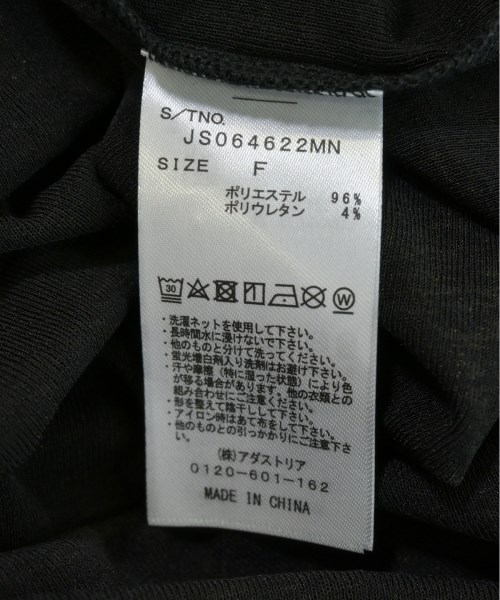 S/TNO.
JS064622MN
SIZE F
ポリエステル 96%
ポリウレタン 4%
30 W
・洗濯ネットを使用して下さい。
・長時間水に浸けないで下さい。
・他のものと分けて洗ってください。
・蛍光増白剤入り洗剤はお避け下さい。
・汗や摩擦（特に湿った状態）により色
が移る場合があります。他の衣類との
組み合わせにご注意ください。
・形を整えて陰干しして下さい。
・アイロン時はあて布をして下さい。
・他のものとの引っかかりにご注意下さ
い。
(株)アダストリア
0120-601-162
MADE IN CHINA